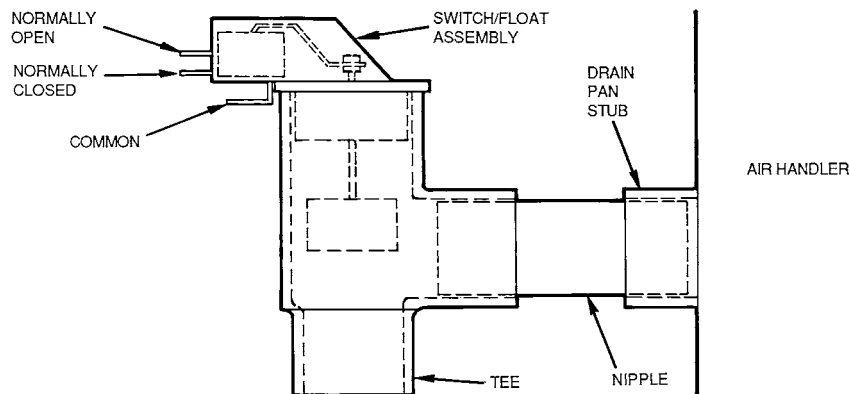 NORMALLY
OPEN
NORMALLY
CLOSED
COMMON
SWITCH/FLOAT
ASSEMBLY
DRAIN
PAN
STUB
AIR HANDLER
TEE
NIPPLE